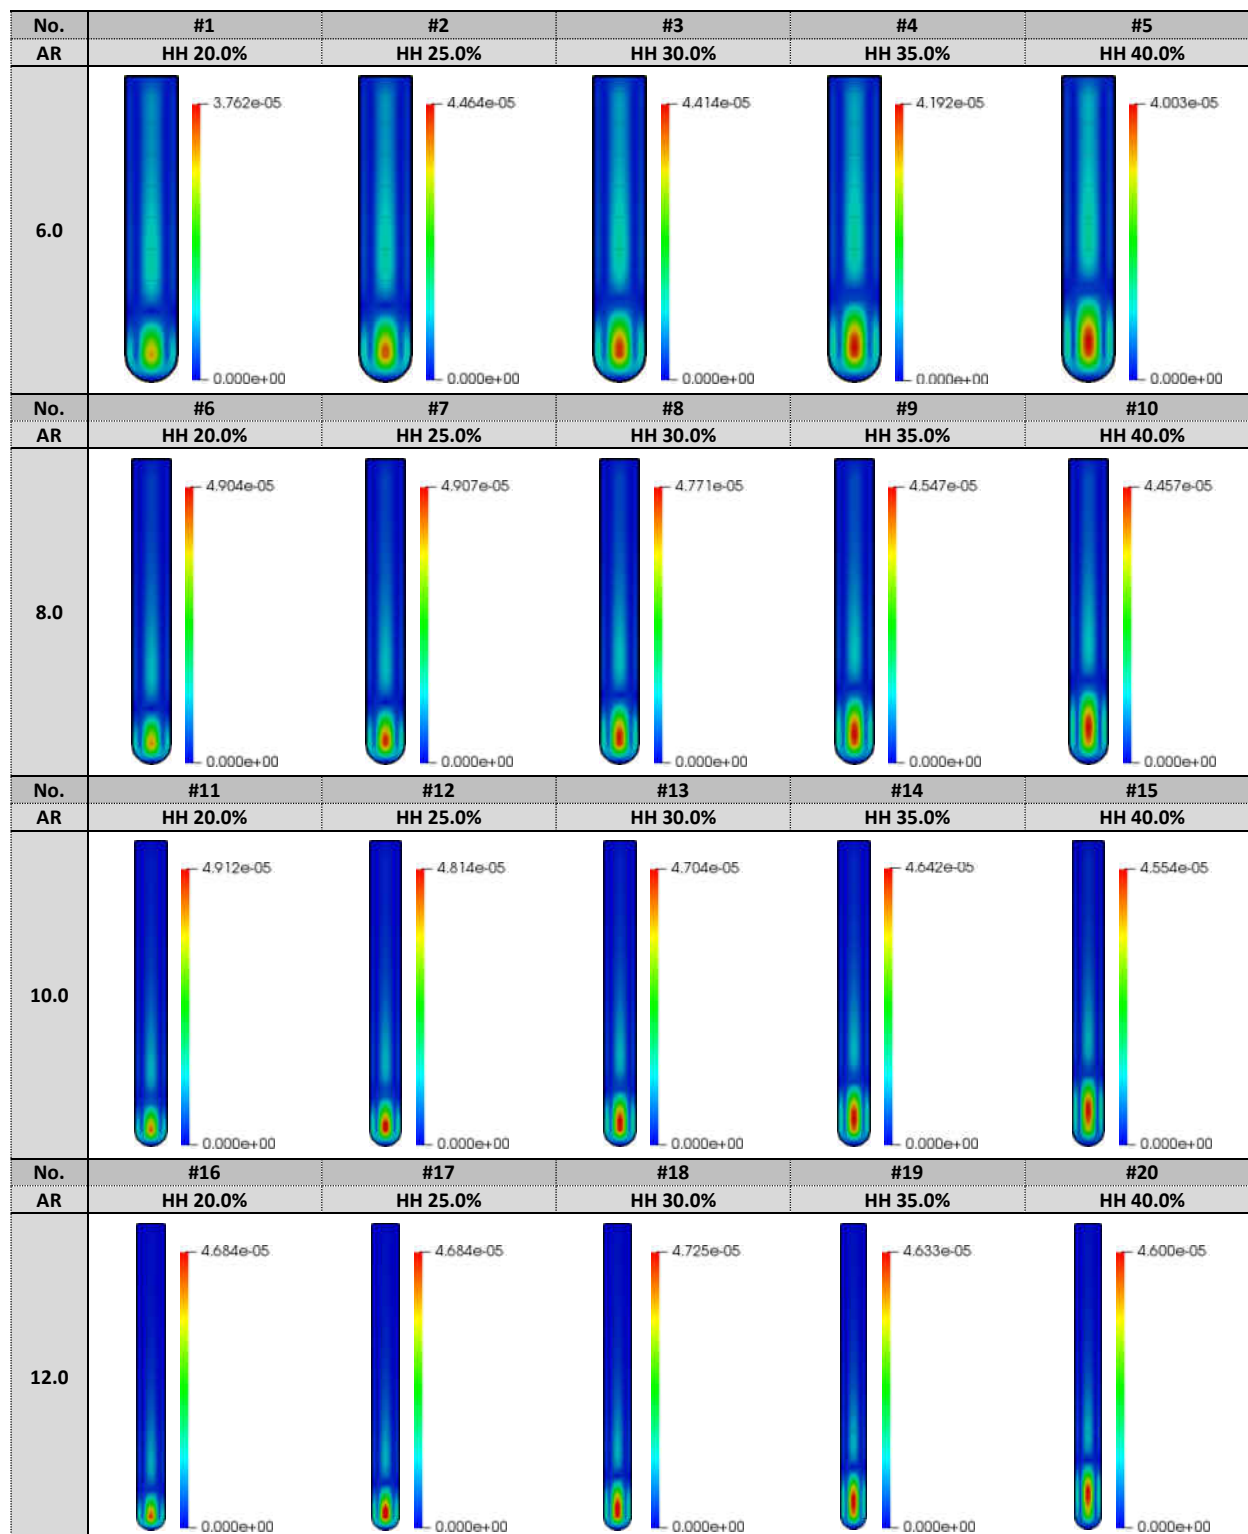 No. #1 #2 #3 #4 #5
AR HH 20.0% HH 25.0% HH 30.0% HH 35.0% HH 40.0%
3.762e-05 4.464e-05 4.414e-05 4.192e-05 4.003e-05
6.0
0.000e+00 0.000e+00 0.000e+00 0.000e+00 0.000e+00
No. #6 #7 #8 #9 #10
AR HH 20.0% HH 25.0% HH 30.0% HH 35.0% HH 40.0%
4.904e-05 4.907e-05 4.771e-05 4.547e-05 4.457e-05
8.0
0.000e+00 0.000e+00 0.000e+00 0.000e+00 0.000e+00
No. #11 #12 #13 #14 #15
AR HH 20.0% HH 25.0% HH 30.0% HH 35.0% HH 40.0%
4.912e-05 4.814e-05 4.704e-05 4.642e-05 4.554e-05
10.0
0.000e+00 0.000e+00 0.000e+00 0.000e+00 0.000e+00
No. #16 #17 #18 #19 #20
AR HH 20.0% HH 25.0% HH 30.0% HH 35.0% HH 40.0%
4.684e-05 4.684e-05 4.725e-05 4.633e-05 4.600e-05
12.0
0.000e+00 0.000e+00 0.000e+00 0.000e+00 0.000e+00